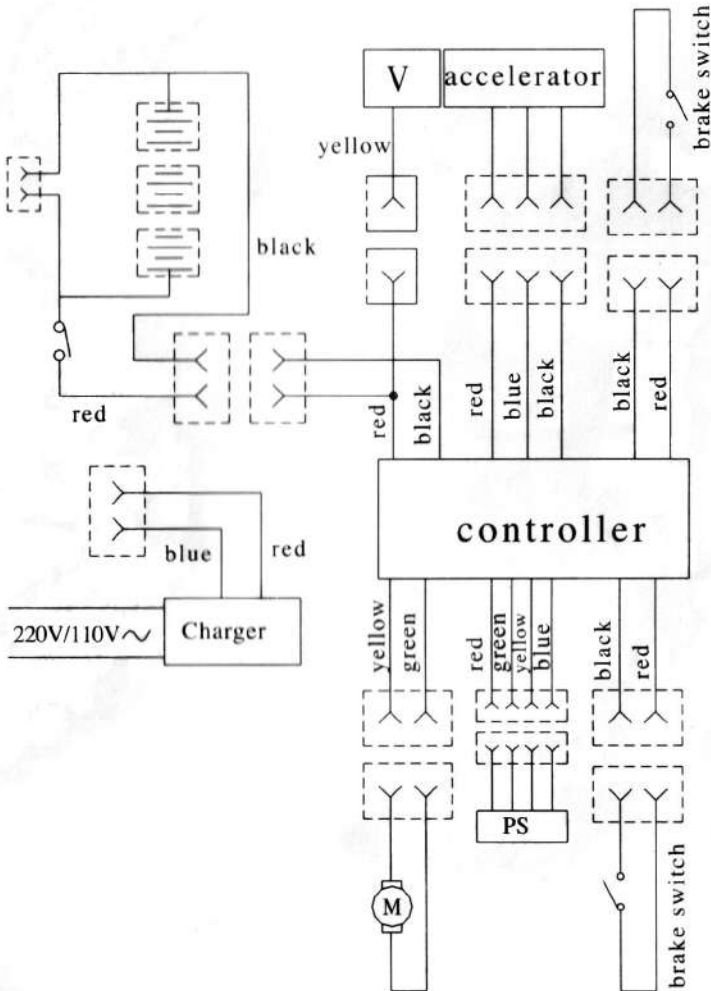 V
accelerator
brake switch
yellow
black
red
red
black
red
blue
black
black
red
controller
blue
red
220V/110V~
Charger
yellow
green
red
green
yellow
blue
black
red
PS
M
brake switch